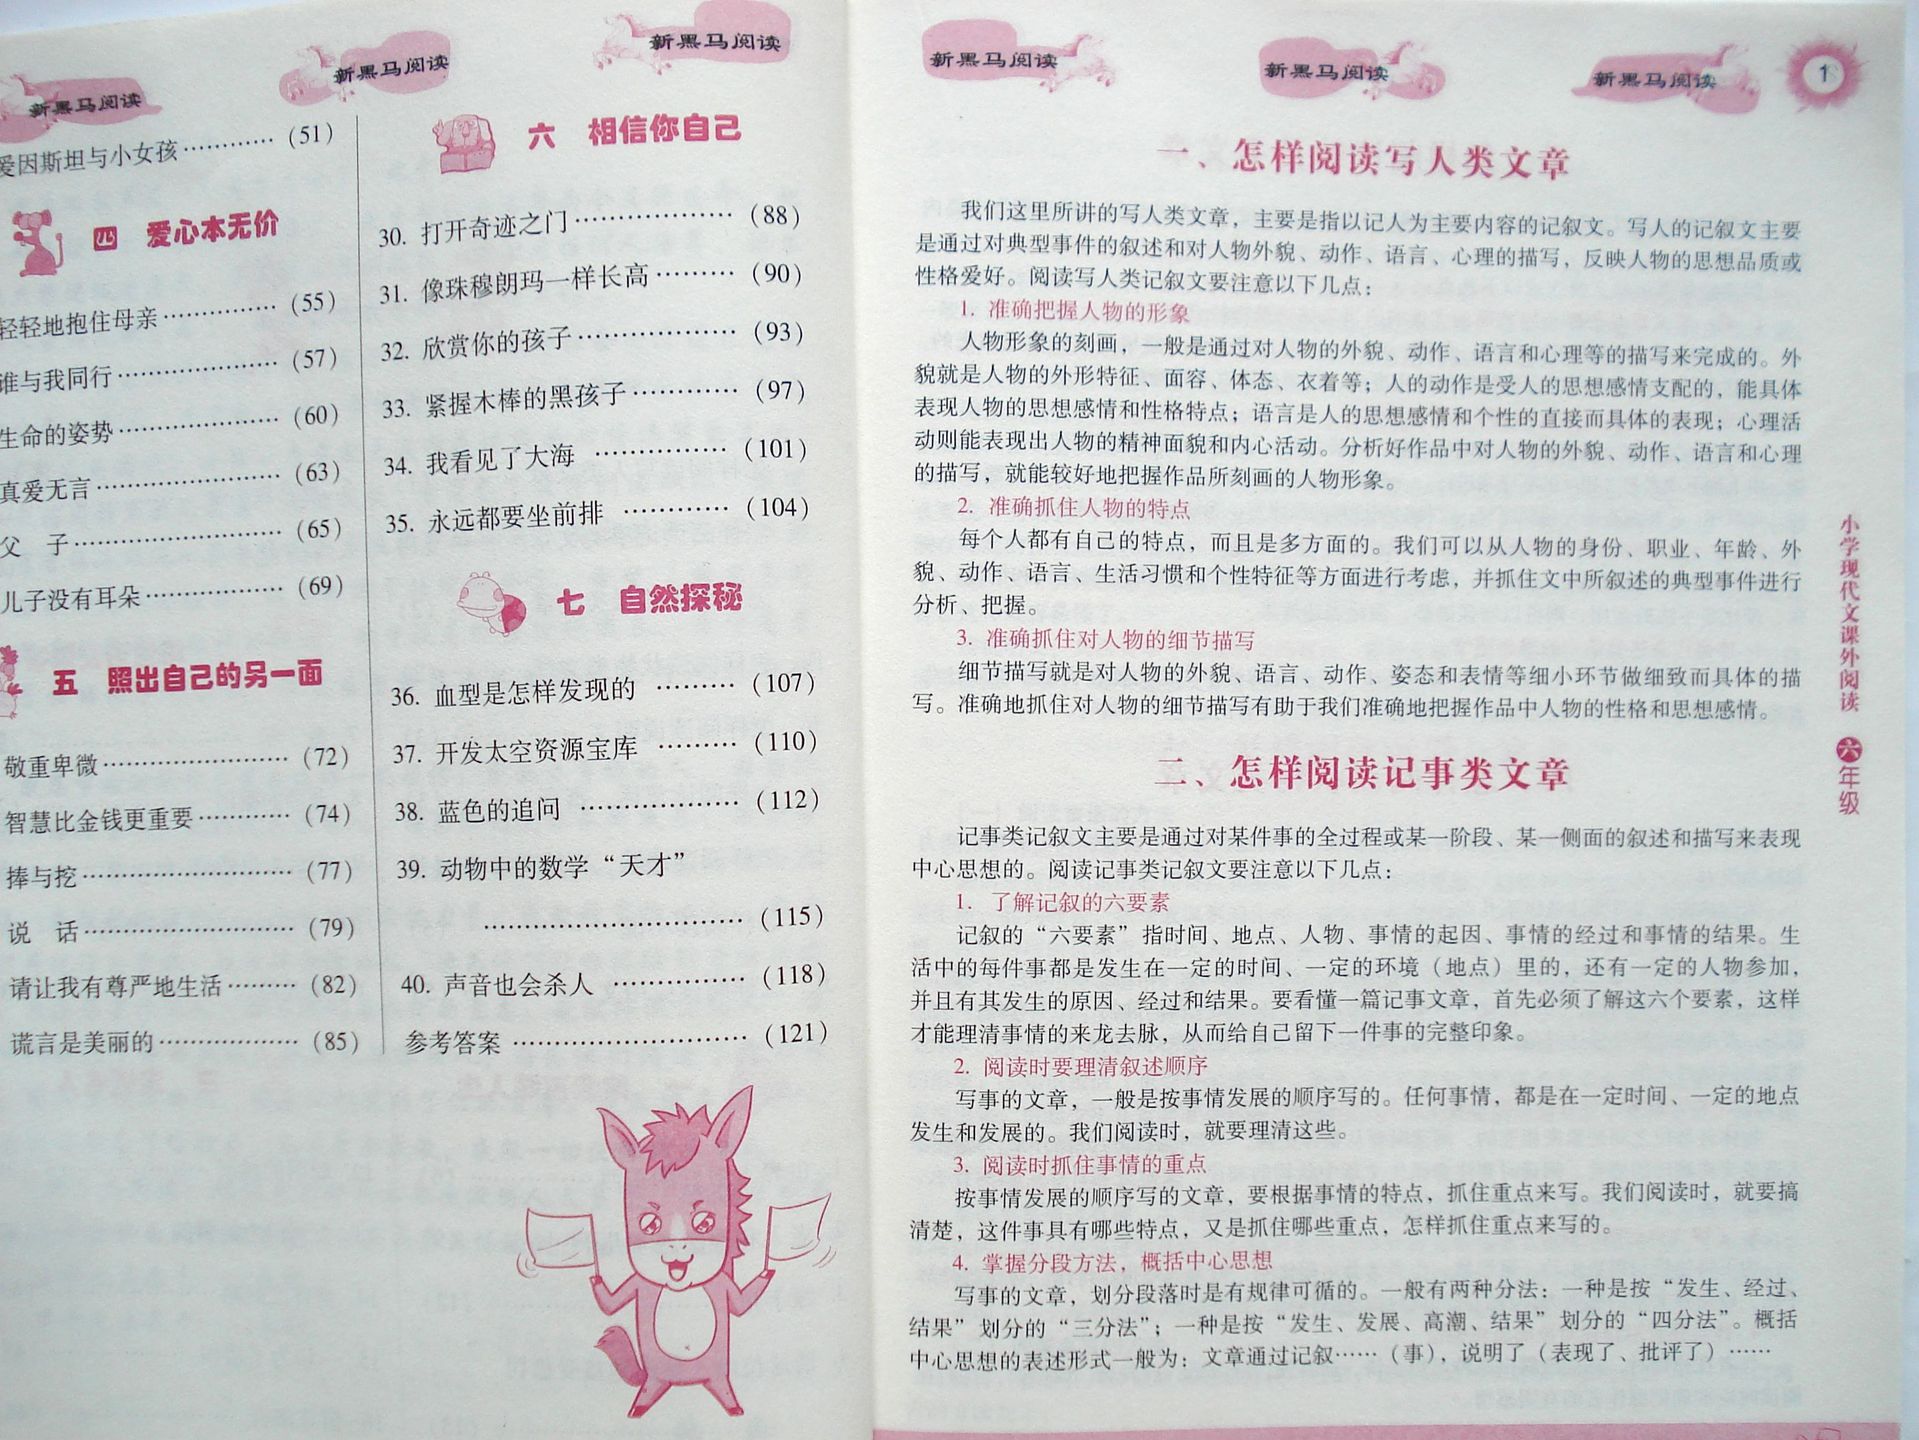 新黑马阅读
新黑马阅读
新黑马阅读
爱因斯坦与小女孩 ………… (51)
四 爱心本无价
轻轻地抱住母亲 ………… (55)
谁与我同行 ………… (57)
生命的姿势 ………… (60)
真爱无言 ………… (63)
父 子 ………… (65)
儿子没有耳朵 ………… (69)
五 照出自己的另一面
敬重卑微 ………… (72)
智慧比金钱更重要 ………… (74)
捧与挖 ………… (77)
说 话 ………… (79)
请让我有尊严地生活 ……… (82)
谎言是美丽的 ………… (85)
六 相信你自己
30. 打开奇迹之门 ………… (88)
31. 像珠穆朗玛一样长高 ……… (90)
32. 欣赏你的孩子 ………… (93)
33. 紧握木棒的黑孩子 ………… (97)
34. 我看见了大海 ………… (101)
35. 永远都要坐前排 ………… (104)
七 自然探秘
36. 血型是怎样发现的 ……… (107)
37. 开发太空资源宝库 ……… (110)
38. 蓝色的追问 ………… (112)
39. 动物中的数学“天才”
………… (115)
40. 声音也会杀人 ………… (118)
参考答案 ………… (121)
新黑马阅读
新黑马阅读
新黑马阅读
1
一、怎样阅读写人类文章
我们这里所讲的写人类文章，主要是指以记人为主要内容的记叙文。写人的记叙文主要
是通过对典型事件的叙述和对人物外貌、动作、语言、心理的描写，反映人物的思想品质或
性格爱好。阅读写人类记叙文要注意以下几点：
1. 准确把握人物的形象
人物形象的刻画，一般是通过对人物的外貌、动作、语言和心理等的描写来完成的。外
貌就是人物的外形特征、面容、体态、衣着等；人的动作是受人的思想感情支配的，能具体
表现人物的思想感情和性格特点；语言是人的思想感情和个性的直接而具体的表现；心理活
动则能表现出人物的精神面貌和内心活动。分析好作品中对人物的外貌、动作、语言和心理
的描写，就能较好地把握作品所刻画的人物形象。
2. 准确抓住人物的特点
每个人都有自己的特点，而且是多方面的。我们可以从人物的身份、职业、年龄、外
貌、动作、语言、生活习惯和个性特征等方面进行考虑，并抓住文中所叙述的典型事件进行
分析、把握。
3. 准确抓住对人物的细节描写
细节描写就是对人物的外貌、语言、动作、姿态和表情等细小环节做细致而具体的描
写。准确地抓住对人物的细节描写有助于我们准确地把握作品中人物的性格和思想感情。
二、怎样阅读记事类文章
记事类记叙文主要是通过对某件事的全过程或某一阶段、某一侧面的叙述和描写来表现
中心思想的。阅读记事类记叙文要注意以下几点：
1. 了解记叙的六要素
记叙的“六要素”指时间、地点、人物、事情的起因、事情的经过和事情的结果。生
活中的每件事都是发生在一定的时间、一定的环境（地点）里的，还有一定的人物参加，
并且有其发生的原因、经过和结果。要看懂一篇记事文章，首先必须了解这六个要素，这样
才能理清事情的来龙去脉，从而给自己留下一件事的完整印象。
2. 阅读时要理清叙述顺序
写事的文章，一般是按事情发展的顺序写的。任何事情，都是在一定时间、一定的地点
发生和发展的。我们阅读时，就要理清这些。
3. 阅读时抓住事情的重点
按事情发展的顺序写的文章，要根据事情的特点，抓住重点来写。我们阅读时，就要搞
清楚，这件事具有哪些特点，又是抓住哪些重点，怎样抓住重点来写的。
4. 掌握分段方法，概括中心思想
写事的文章，划分段落时是有规律可循的。一般有两种分法：一种是按“发生、经过、
结果”划分的“三分法”；一种是按“发生、发展、高潮、结果”划分的“四分法”。概括
中心思想的表述形式一般为：文章通过记叙……（事），说明了（表现了、批评了）……
小学现代文课外阅读 六年级